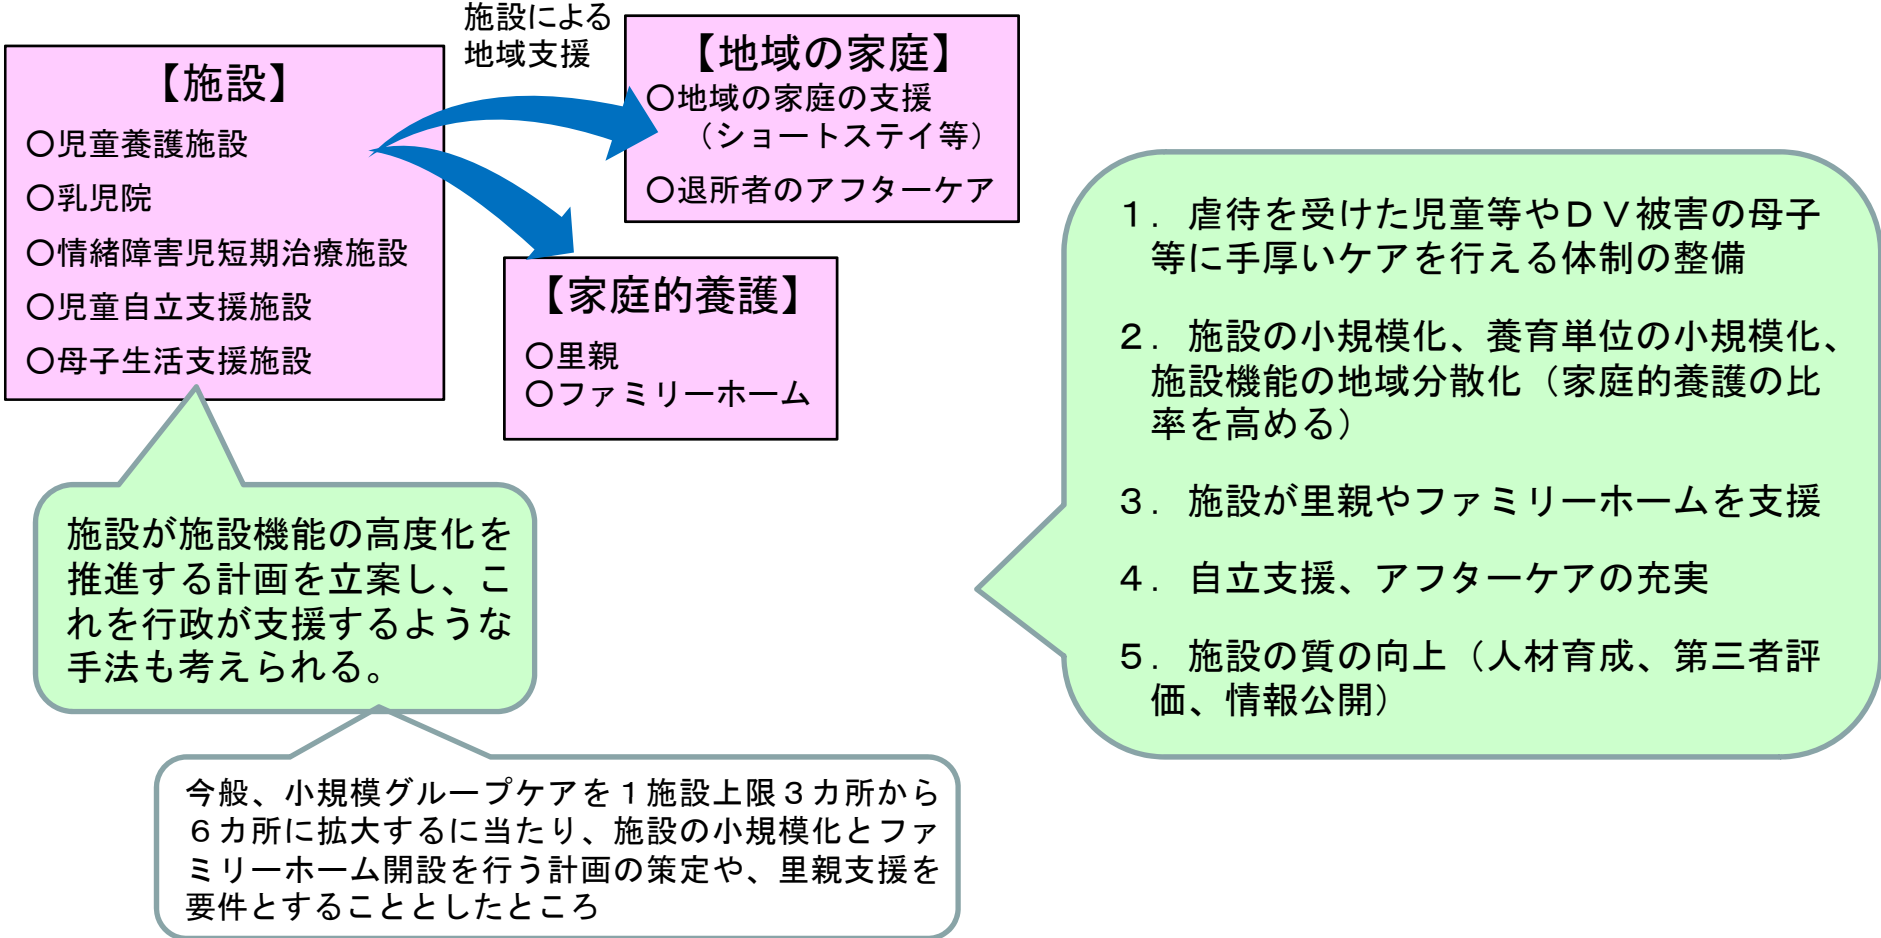 施設による
地域支援
【施設】
○児童養護施設
○乳児院
○情緒障害児短期治療施設
○児童自立支援施設
○母子生活支援施設
【地域の家庭】
○地域の家庭の支援
（ショートステイ等）
○退所者のアフターケア
【家庭的養護】
○里親
○ファミリーホーム
施設が施設機能の高度化を
推進する計画を立案し、こ
れを行政が支援するような
手法も考えられる。
今般、小規模グループケアを１施設上限３カ所から
６カ所に拡大するに当たり、施設の小規模化とファ
ミリーホーム開設を行う計画の策定や、里親支援を
要件とすることとしたところ
１．虐待を受けた児童等やＤＶ被害の母子
等に手厚いケアを行える体制の整備
２．施設の小規模化、養育単位の小規模化、
施設機能の地域分散化（家庭的養護の比
率を高める）
３．施設が里親やファミリーホームを支援
４．自立支援、アフターケアの充実
５．施設の質の向上（人材育成、第三者評
価、情報公開）